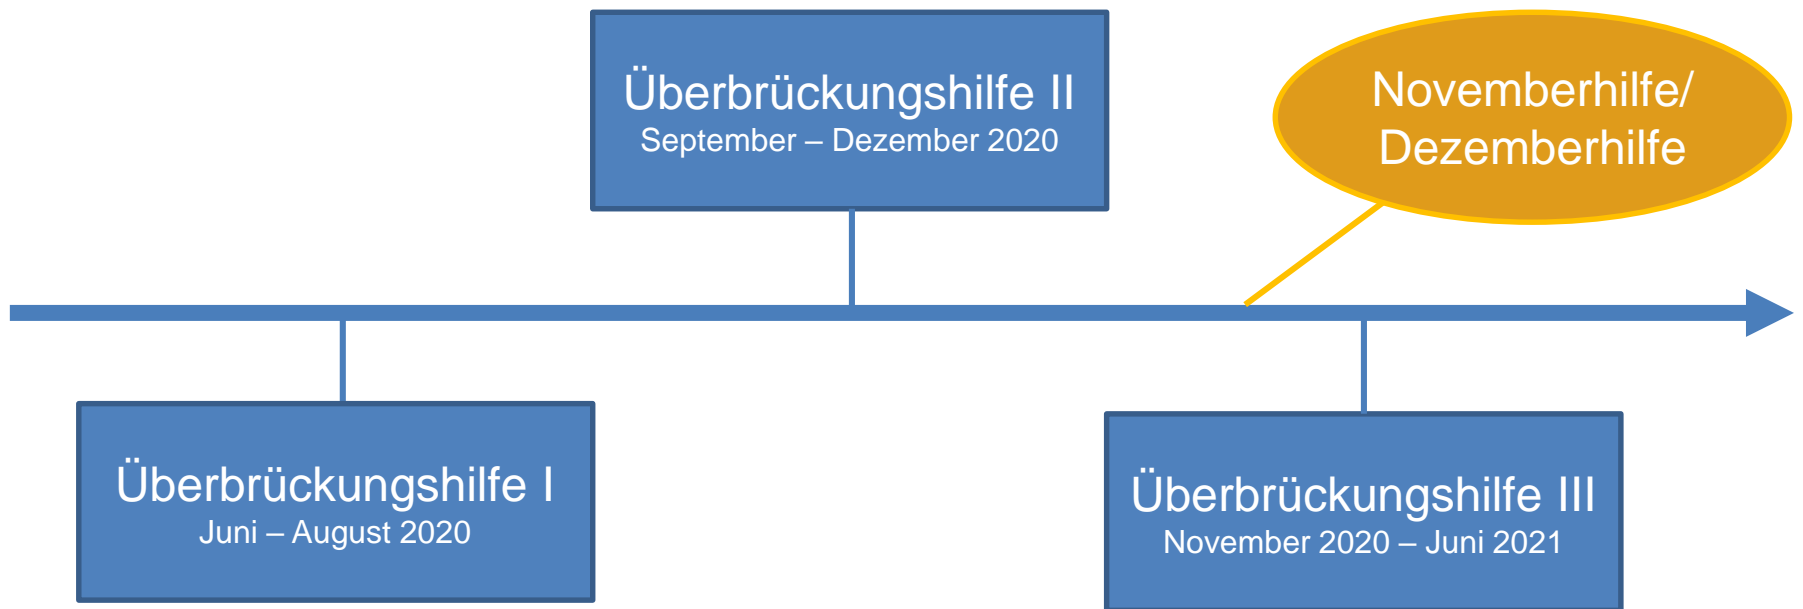 Überbrückungshilfe II
September – Dezember 2020
Novemberhilfe/
Dezemberhilfe
Überbrückungshilfe I
Juni – August 2020
Überbrückungshilfe III
November 2020 – Juni 2021